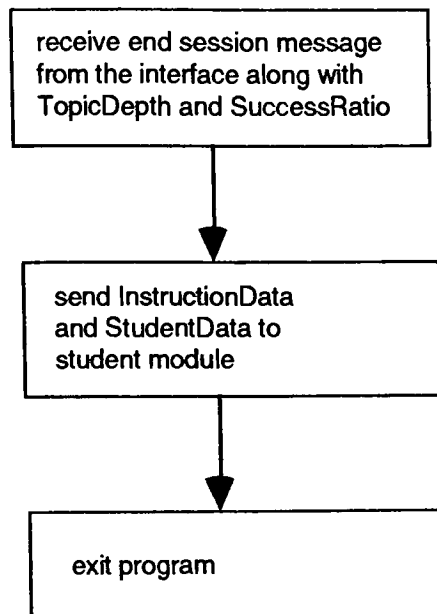 receive end session message
from the interface along with
TopicDepth and SuccessRatio
send InstructionData
and StudentData to
student module
exit program